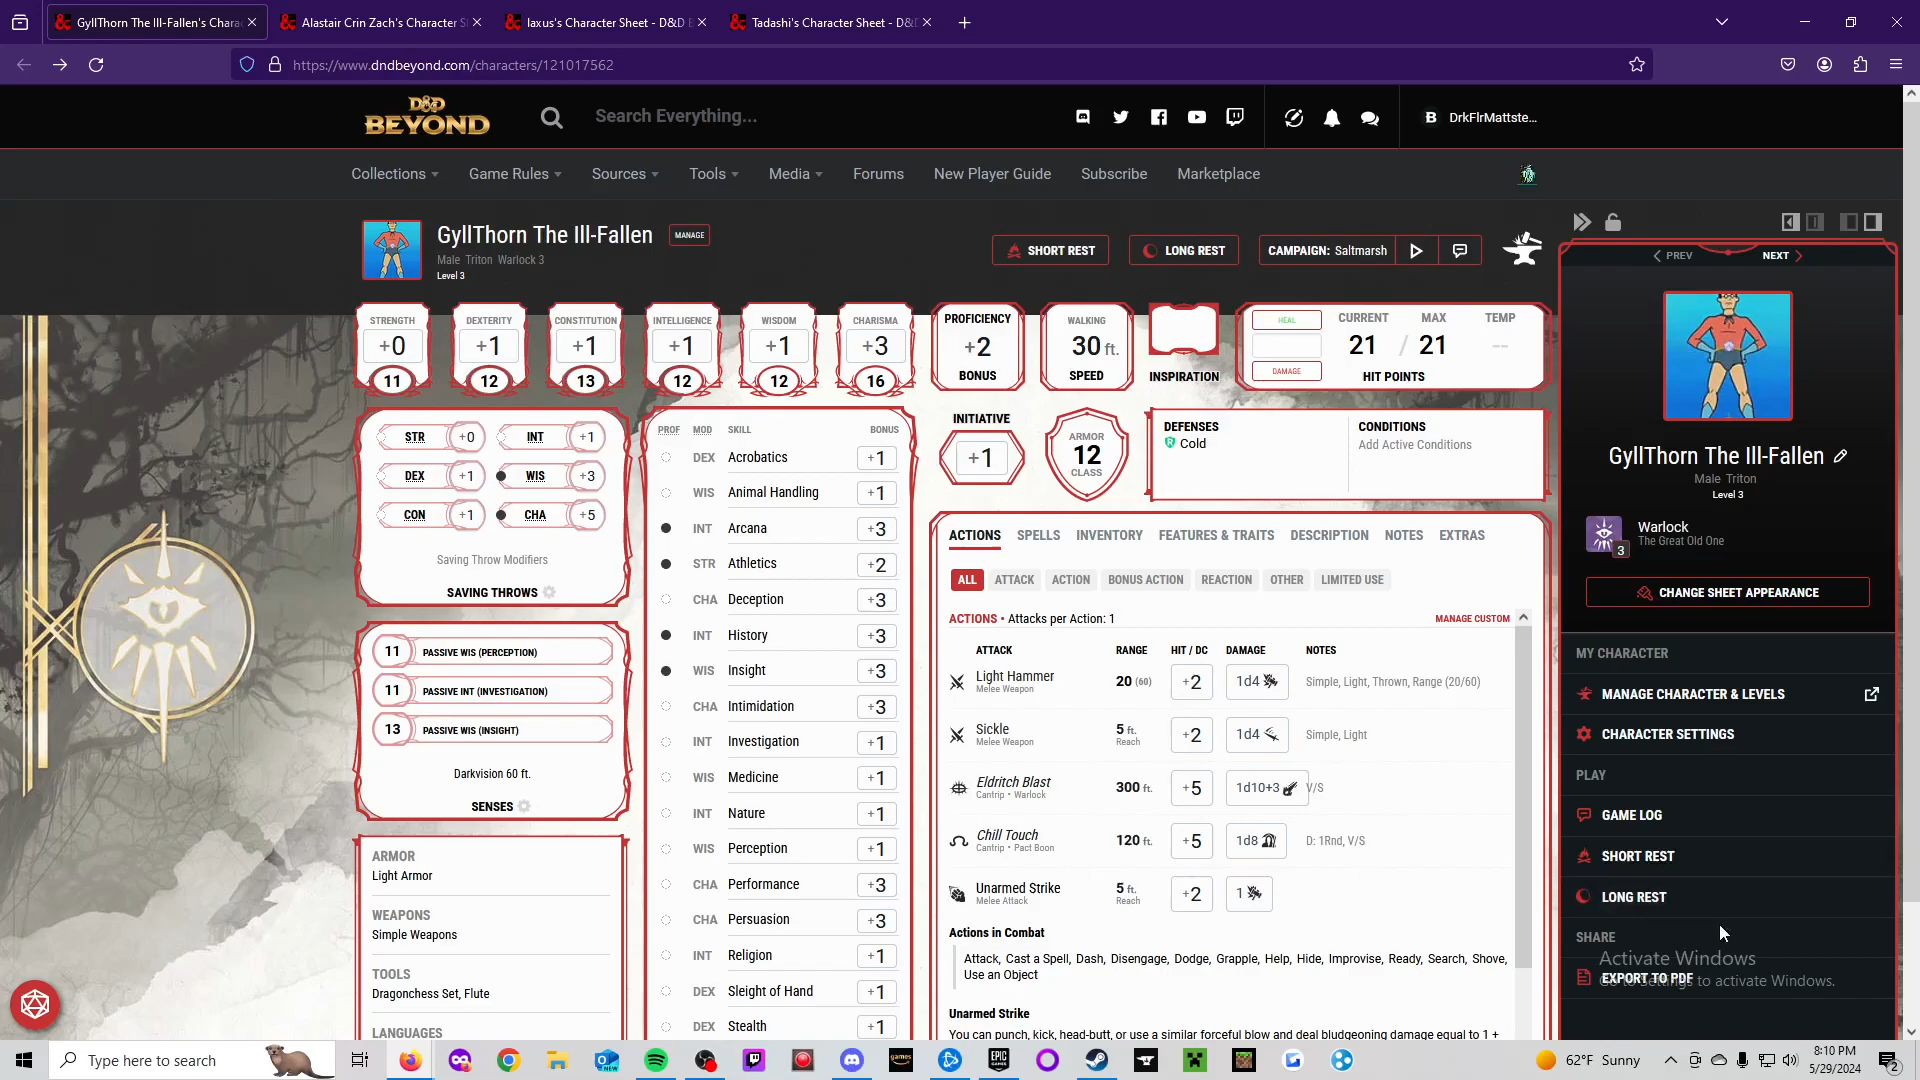 GyllThorn The Ill-Fallen's Chara
Alastair Crin Zach's Character S
laxus's Character Sheet - D&D B
Tadashi's Character Sheet - D&D
https://www.dndbeyond.com/characters/121017562
D&D
BEYOND
Search Everything...
B DrkFlrMattste...
Collections
Game Rules
Sources
Tools
Media
Forums
New Player Guide
Subscribe
Marketplace
GyllThorn The Ill-Fallen
MANAGE
Male Triton Warlock 3
Level 3
SHORT REST
LONG REST
CAMPAIGN: Saltmarsh
PREV
NEXT
STRENGTH
+0
11
DEXTERITY
+1
12
CONSTITUTION
+1
13
INTELLIGENCE
+1
12
WISDOM
+1
12
CHARISMA
+3
16
PROFICIENCY
+2
BONUS
WALKING
30 ft.
SPEED
INSPIRATION
HEAL
DAMAGE
CURRENT
MAX
TEMP
21 / 21 --
HIT POINTS
STR +0
INT +1
DEX +1
WIS +3
CON +1
CHA +5
Saving Throw Modifiers
SAVING THROWS
11 PASSIVE WIS (PERCEPTION)
11 PASSIVE INT (INVESTIGATION)
13 PASSIVE WIS (INSIGHT)
Darkvision 60 ft.
SENSES
ARMOR
Light Armor
WEAPONS
Simple Weapons
TOOLS
Dragonchess Set, Flute
LANGUAGES
PROF MOD SKILL BONUS
DEX Acrobatics +1
WIS Animal Handling +1
INT Arcana +3
STR Athletics +2
CHA Deception +3
INT History +3
WIS Insight +3
CHA Intimidation +3
INT Investigation +1
WIS Medicine +1
INT Nature +1
WIS Perception +1
CHA Performance +3
CHA Persuasion +3
INT Religion +1
DEX Sleight of Hand +1
DEX Stealth +1
INITIATIVE
+1
ARMOR
12
CLASS
DEFENSES
Cold
CONDITIONS
Add Active Conditions
ACTIONS
SPELLS
INVENTORY
FEATURES & TRAITS
DESCRIPTION
NOTES
EXTRAS
ALL
ATTACK
ACTION
BONUS ACTION
REACTION
OTHER
LIMITED USE
ACTIONS • Attacks per Action: 1
MANAGE CUSTOM
ATTACK RANGE HIT / DC DAMAGE NOTES
Light Hammer
Melee Weapon
20 (60) +2 1d4 Simple, Light, Thrown, Range (20/60)
Sickle
Melee Weapon
5 ft.
Reach
+2 1d4 Simple, Light
Eldritch Blast
Cantrip • Warlock
300 ft. +5 1d10+3 V/S
Chill Touch
Cantrip • Pact Boon
120 ft. +5 1d8 D: 1Rnd, V/S
Unarmed Strike
Melee Attack
5 ft.
Reach
+2 1
Actions in Combat
Attack, Cast a Spell, Dash, Disengage, Dodge, Grapple, Help, Hide, Improvise, Ready, Search, Shove,
Use an Object
Unarmed Strike
You can punch, kick, head-butt, or use a similar forceful blow and deal bludgeoning damage equal to 1 +
GyllThorn The Ill-Fallen
Male Triton
Level 3
Warlock
The Great Old One
3
CHANGE SHEET APPEARANCE
MY CHARACTER
MANAGE CHARACTER & LEVELS
CHARACTER SETTINGS
PLAY
GAME LOG
SHORT REST
LONG REST
SHARE
EXPORT TO PDF
Activate Windows
Go to Settings to activate Windows.
Type here to search
NEW
amazon games
EPIC GAMES
62°F Sunny
8:10 PM
5/29/2024
2